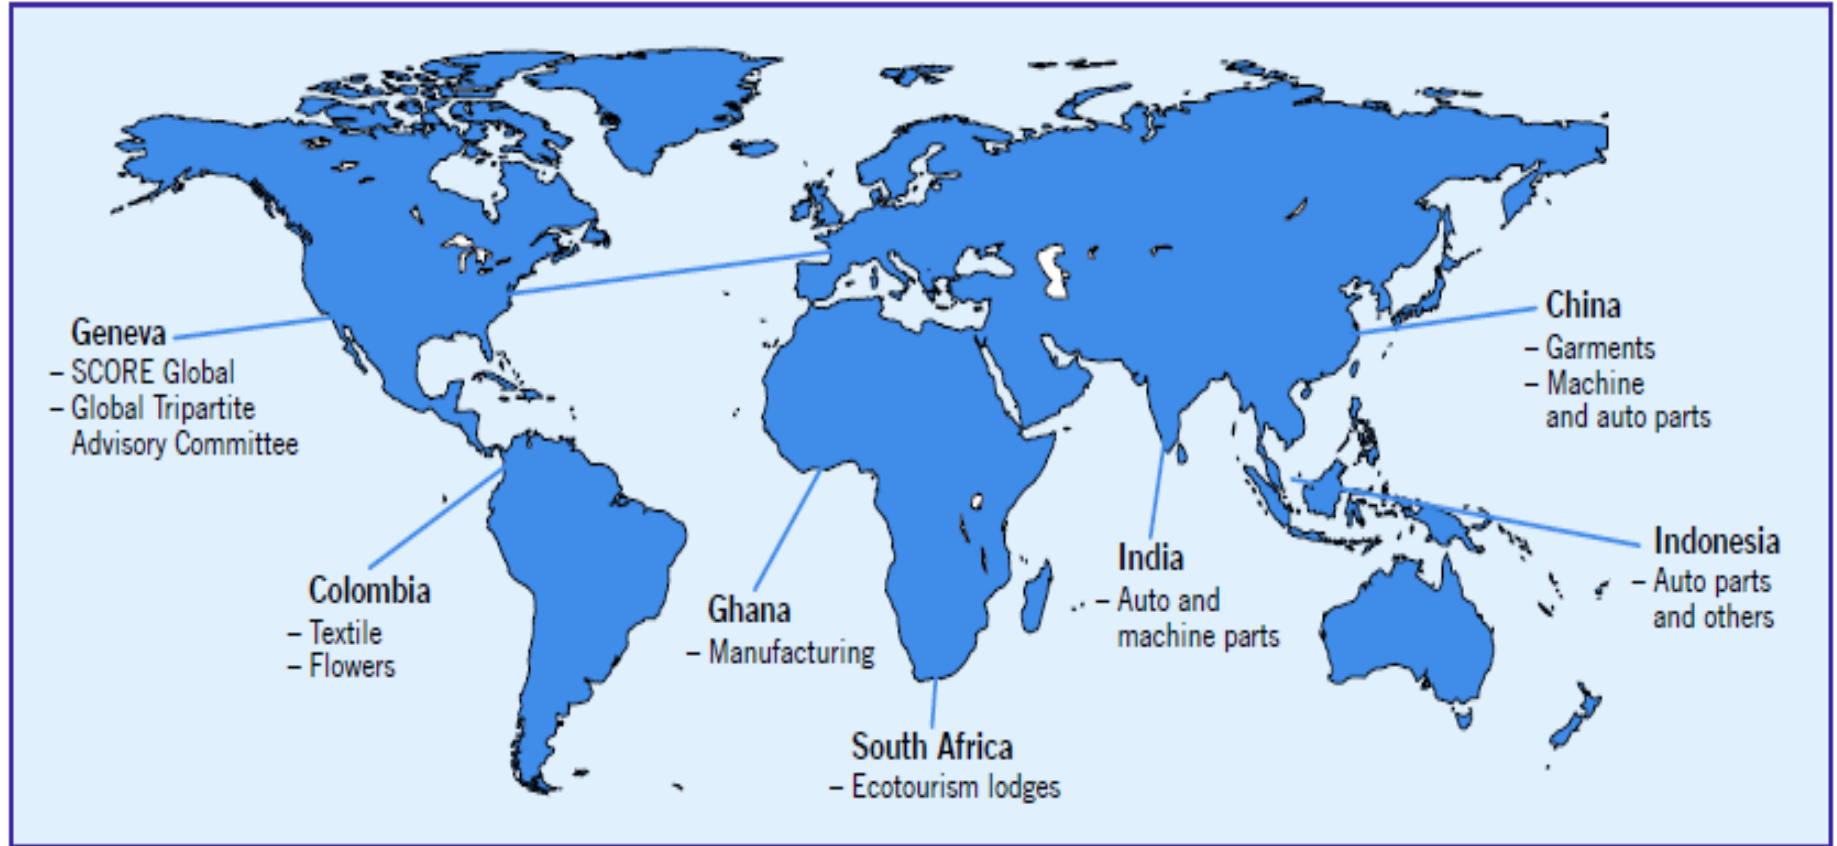 Geneva
– SCORE Global
– Global Tripartite
Advisory Committee
Colombia
– Textile
– Flowers
Ghana
– Manufacturing
South Africa
– Ecotourism lodges
India
– Auto and
machine parts
China
– Garments
– Machine
and auto parts
Indonesia
– Auto parts
and others